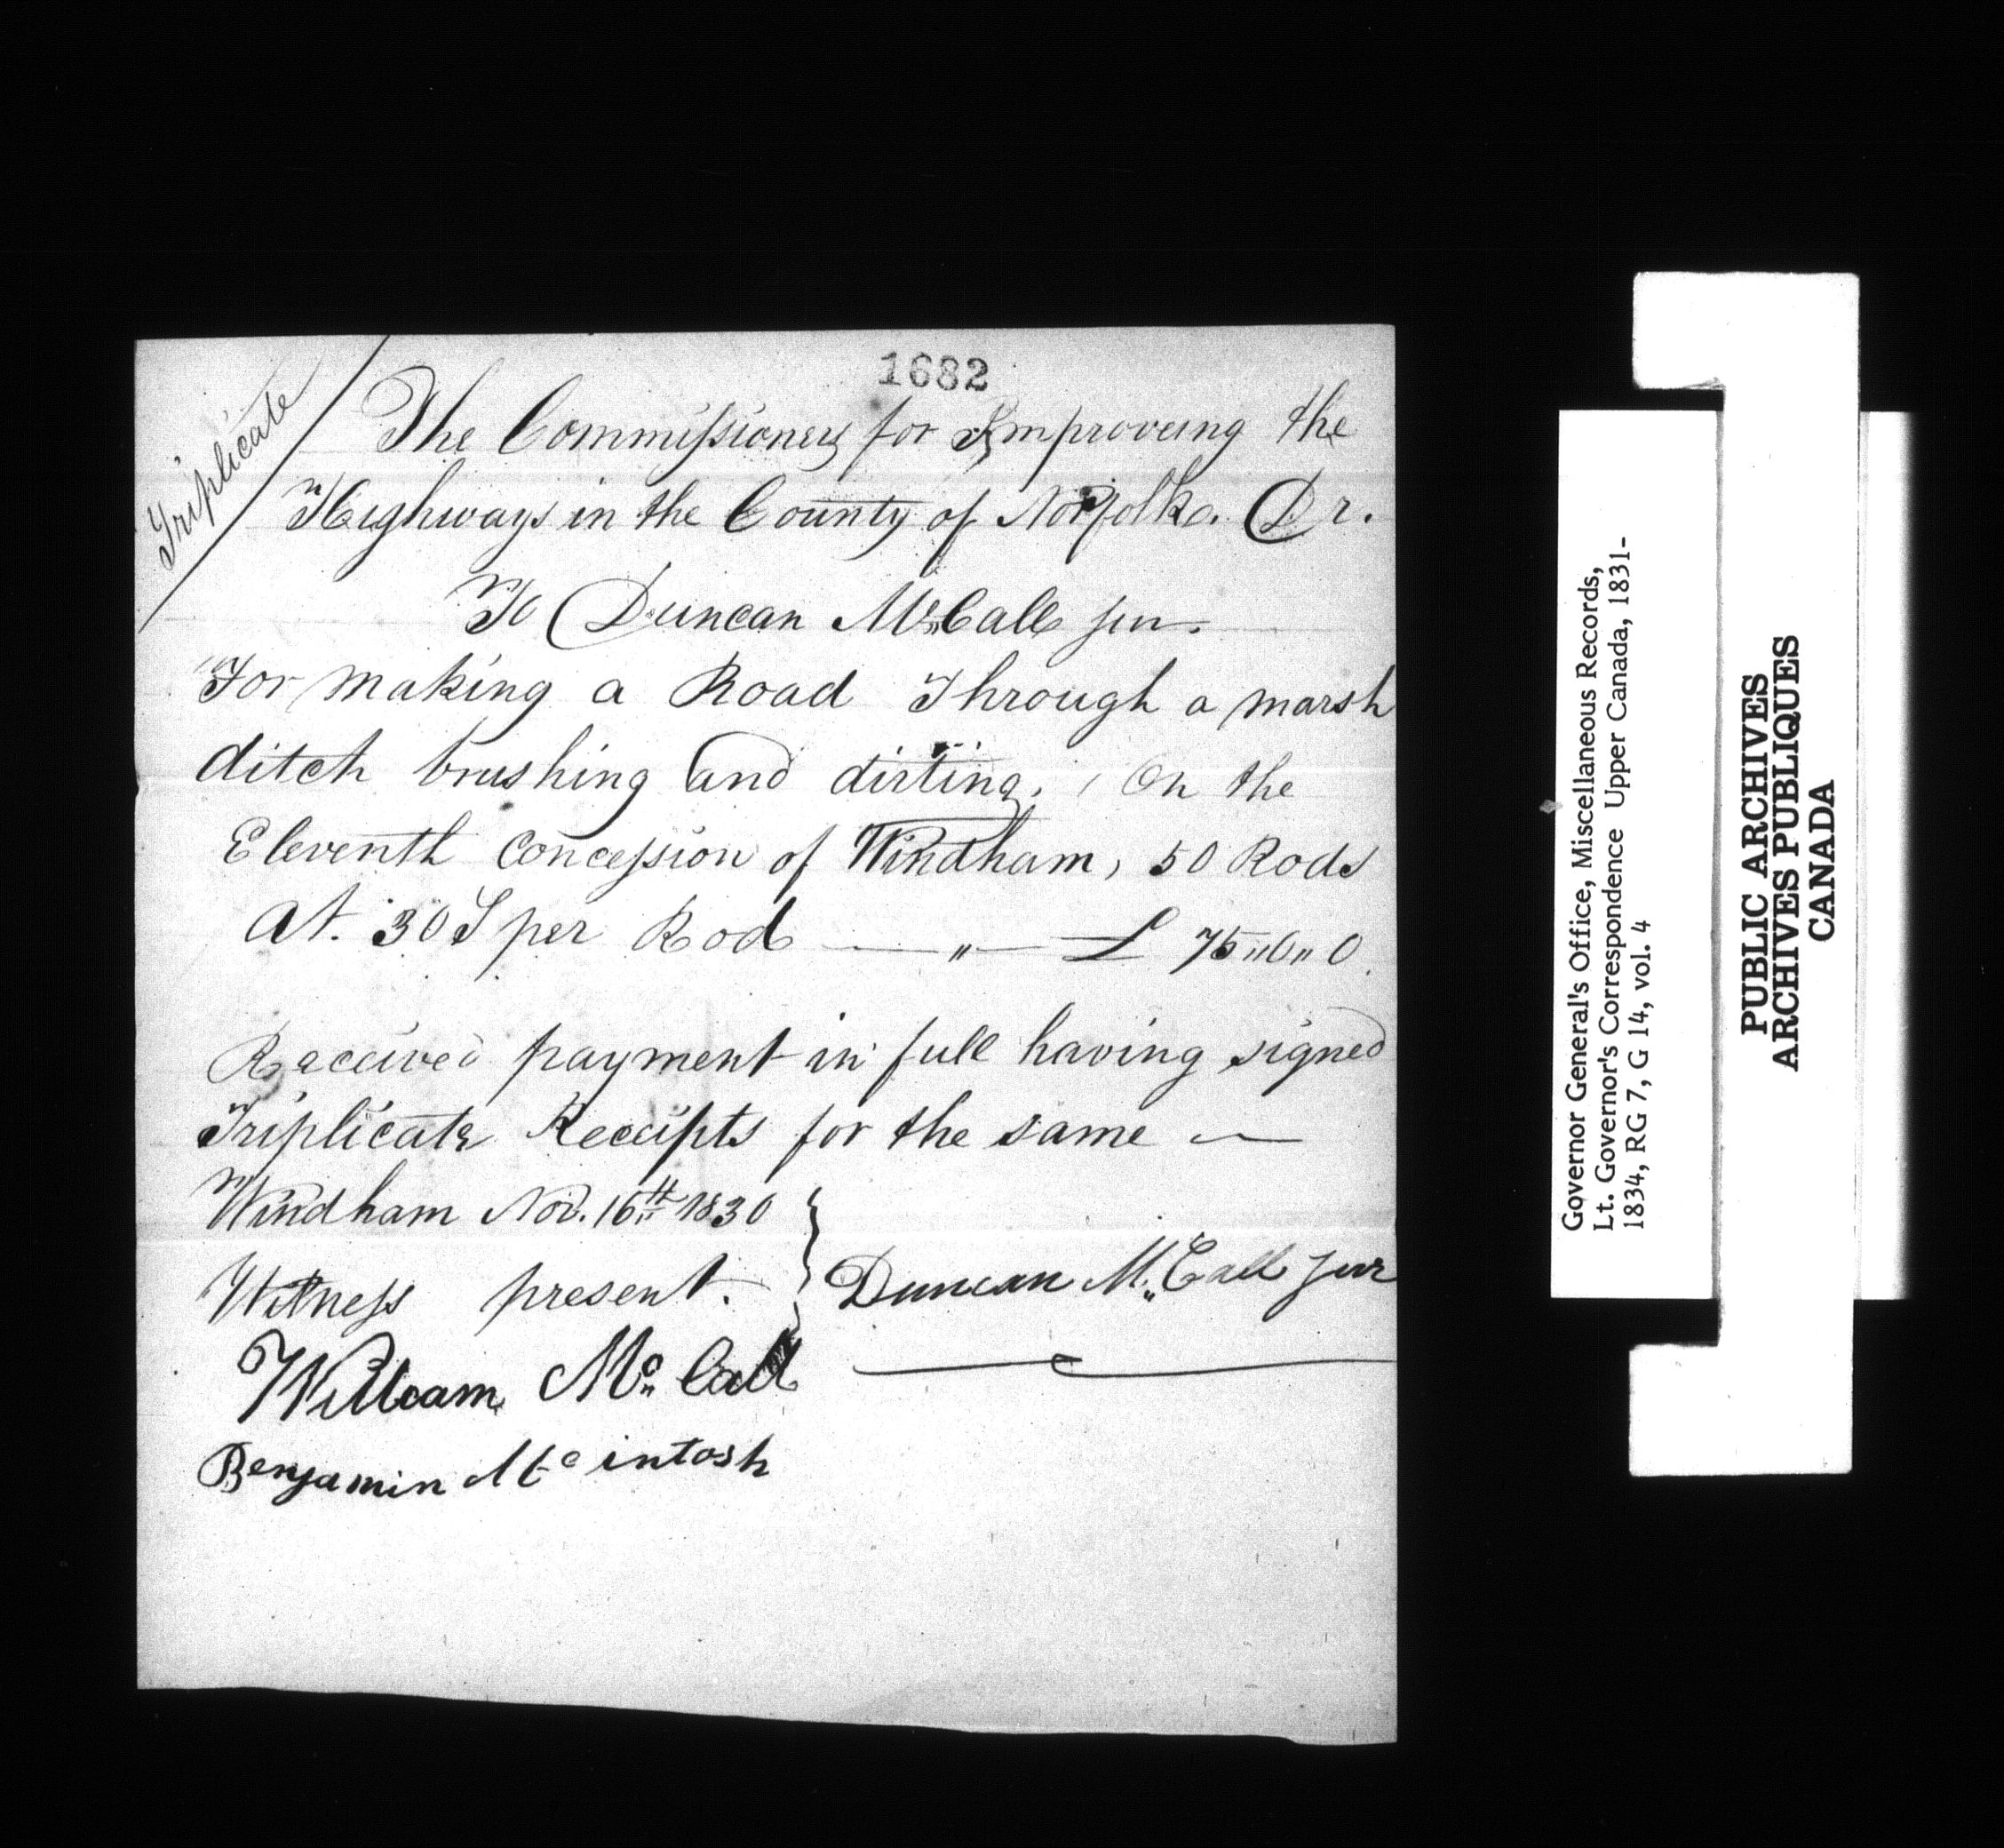 1682
Triplicate
The Commissioners for Improveing the
Highways in the County of Norfolk. Dr.
To Duncan McCall Jun.
For making a Road Through a marsh
ditch brushing and dirting. On the
Eleventh Concession of Windham, 50 Rods
At. 30S per Rod — " — £ 75 " 0 " 0
Received payment in full having signed
Triplicate Receipts for the same —
Windham Nov. 16th 1830
Witness present.
Duncan McCall Junr
William McCall
Benjamin Mcintosh
Governor General's Office, Miscellaneous Records,
Lt. Governor's Correspondence Upper Canada, 1831-
1834, RG 7, G 14, vol. 4
PUBLIC ARCHIVES
ARCHIVES PUBLIQUES
CANADA